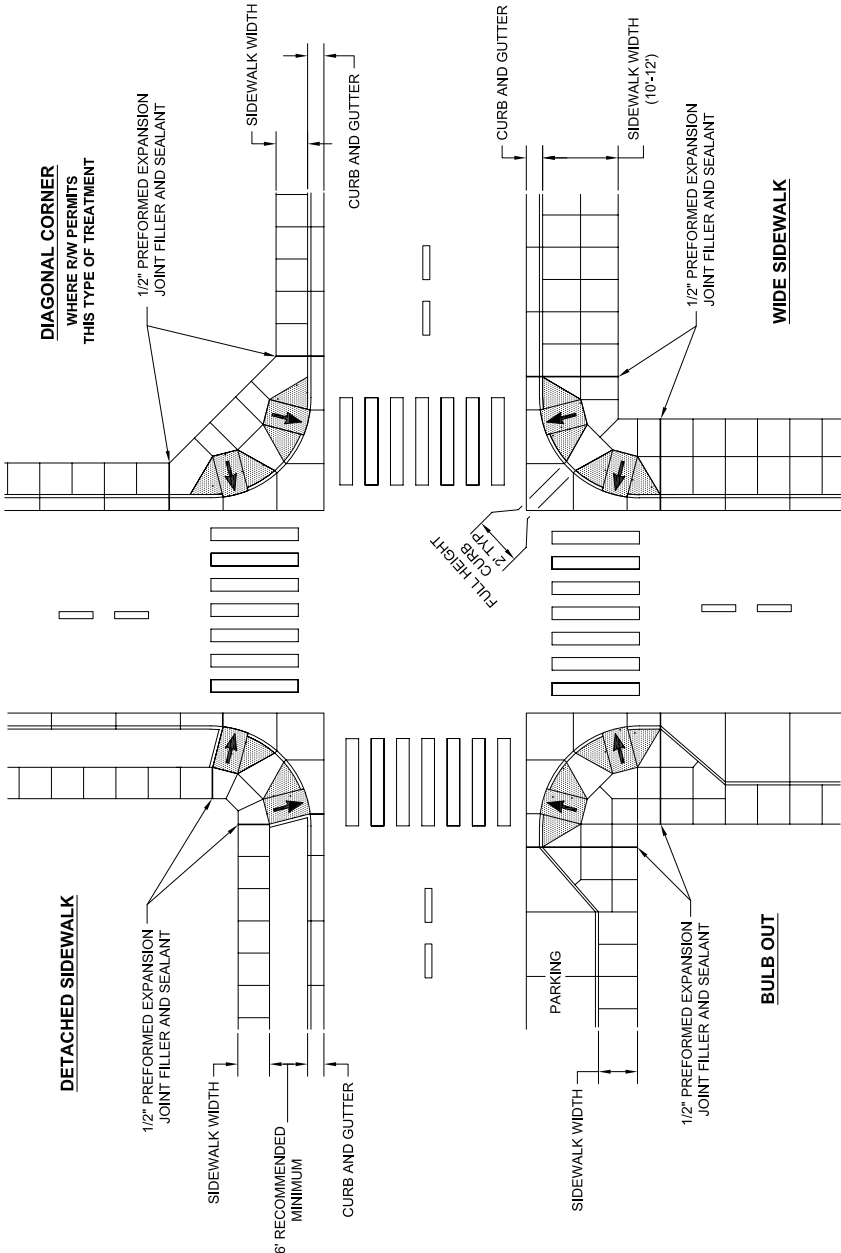 DETACHED SIDEWALK
1/2" PREFORMED EXPANSION
JOINT FILLER AND SEALANT
SIDEWALK WIDTH
6' RECOMMENDED
MINIMUM
CURB AND GUTTER
DIAGONAL CORNER
WHERE R/W PERMITS
THIS TYPE OF TREATMENT
1/2" PREFORMED EXPANSION
JOINT FILLER AND SEALANT
SIDEWALK WIDTH
CURB AND GUTTER
FULL HEIGHT
CURB
2' TYP
PARKING
SIDEWALK WIDTH
1/2" PREFORMED EXPANSION
JOINT FILLER AND SEALANT
BULB OUT
CURB AND GUTTER
SIDEWALK WIDTH
(10'-12')
1/2" PREFORMED EXPANSION
JOINT FILLER AND SEALANT
WIDE SIDEWALK